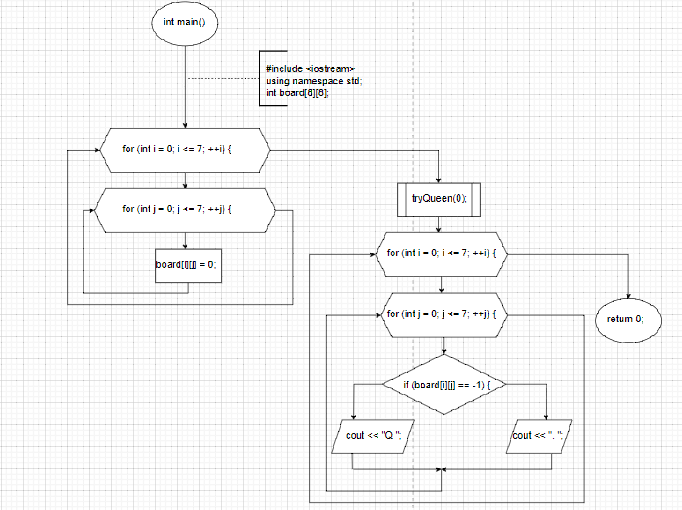 int main()
#include <iostream>
using namespace std;
int board[8][8];
for (int i = 0; i <= 7; ++i) {
for (int j = 0; j <= 7; ++j) {
board[i][j] = 0;
tryQueen(0);
for (int i = 0; i <= 7; ++i) {
for (int j = 0; j <= 7; ++j) {
if (board[i][j] == -1) {
cout << "Q ";
cout << ". ";
return 0;